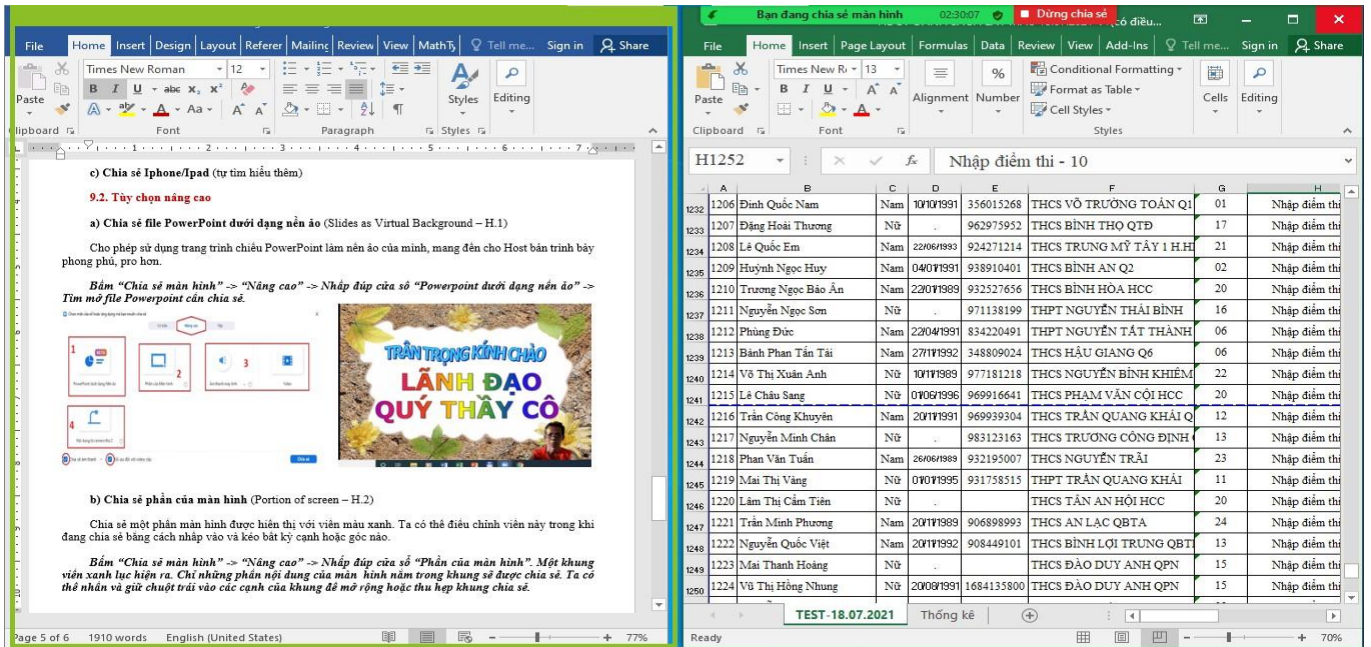 Bạn đang chia sẻ màn hình 02:30:07 Dừng chia sẻ có điều...
File Home Insert Design Layout Referer Mailing Review View MathTy Tell me... Sign in Share
Times New Roman 12
Paste
Styles Editing
Clipboard Font Paragraph Styles
c) Chia sẻ Iphone/Ipad (tự tìm hiểu thêm)
9.2. Tùy chọn nâng cao
a) Chia sẻ file PowerPoint dưới dạng nền ảo (Slides as Virtual Background – H.1)
Cho phép sử dụng trang trình chiếu PowerPoint làm nền ảo của mình, mang đến cho Host bản trình bày
phong phú, pro hơn.
Bấm “Chia sẻ màn hình” -> “Nâng cao” -> Nhấp đúp cửa sổ “Powerpoint dưới dạng nền ảo” ->
Tìm mở file Powerpoint cần chia sẻ.
1
2
3
4
TRÂN TRỌNG KÍNH CHÀO
LÃNH ĐẠO
QUÝ THẦY CÔ
b) Chia sẻ phần của màn hình (Portion of screen – H.2)
Chia sẻ một phần màn hình được hiển thị với viền màu xanh. Ta có thể điều chỉnh viền này trong khi
đang chia sẻ bằng cách nhấp vào và kéo bất kỳ cạnh hoặc góc nào.
Bấm “Chia sẻ màn hình” -> “Nâng cao” -> Nhấp đúp cửa sổ “Phần của màn hình”. Một khung
viền xanh lục hiện ra. Chỉ những phần nội dung của màn hình nằm trong khung sẽ được chia sẻ. Ta có
thể nhấn và giữ chuột trái vào các cạnh của khung để mở rộng hoặc thu hẹp khung chia sẻ.
Page 5 of 6 1910 words English (United States) 77%
File Home Insert Page Layout Formulas Data Review View Add-Ins Tell me... Sign in Share
Times New Ro 13
Paste
Alignment Number
Conditional Formatting
Format as Table
Cell Styles
Cells Editing
Clipboard Font Styles
H1252 fx Nhập điểm thi - 10
A B C D E F G H
1232 1206 Đinh Quốc Nam Nam 10/10/1991 356015268 THCS VÕ TRƯỜNG TOẢN Q1 01 Nhập điểm thi
1233 1207 Đặng Hoài Thương Nữ . 962975952 THCS BÌNH THỌ QTĐ 17 Nhập điểm thi
1234 1208 Lê Quốc Em Nam 22/06/1993 924271214 THCS TRUNG MỸ TÂY 1 H.H 21 Nhập điểm thi
1235 1209 Huỳnh Ngọc Huy Nam 04/01/1991 938910401 THCS BÌNH AN Q2 02 Nhập điểm thi
1236 1210 Trương Ngọc Bảo Ân Nam 22/01/1989 932527656 THCS BÌNH HÒA HCC 20 Nhập điểm thi
1237 1211 Nguyễn Ngọc Sơn Nữ . 971138199 THPT NGUYỄN THÁI BÌNH 16 Nhập điểm thi
1238 1212 Phùng Đức Nam 22/04/1991 834220491 THPT NGUYỄN TẤT THÀNH 06 Nhập điểm thi
1239 1213 Bành Phan Tấn Tài Nam 27/11/1992 348809024 THCS HẬU GIANG Q6 06 Nhập điểm thi
1240 1214 Võ Thị Xuân Anh Nữ 10/11/1989 977181218 THCS NGUYỄN BỈNH KHIÊM 22 Nhập điểm thi
1241 1215 Lê Châu Sang Nữ 01/06/1996 969916641 THCS PHẠM VĂN CỘI HCC 20 Nhập điểm thi
1242 1216 Trần Công Khuyên Nam 20/11/1991 969939304 THCS TRẦN QUANG KHẢI Q 12 Nhập điểm thi
1243 1217 Nguyễn Minh Chân Nữ . 983123163 THCS TRƯƠNG CÔNG ĐỊNH 13 Nhập điểm thi
1244 1218 Phan Văn Tuấn Nữ 26/06/1989 932195007 THCS NGUYỄN TRÃI 23 Nhập điểm thi
1245 1219 Mai Thị Vàng Nữ 01/01/1995 931758515 THPT TRẦN QUANG KHẢI 11 Nhập điểm thi
1246 1220 Lâm Thị Cẩm Tiên Nữ . THCS TÂN AN HỘI HCC 20 Nhập điểm thi
1247 1221 Trần Minh Phương Nam 20/11/1989 906898993 THCS AN LẠC QBTA 24 Nhập điểm thi
1248 1222 Nguyễn Quốc Việt Nam 20/11/1992 908449101 THCS BÌNH LỢI TRUNG QBT 13 Nhập điểm thi
1249 1223 Mai Thanh Hoàng Nữ . THCS ĐÀO DUY ANH QPN 15 Nhập điểm thi
1250 1224 Vũ Thị Hồng Nhung Nữ 20/08/1991 1684135800 THCS ĐÀO DUY ANH QPN 15 Nhập điểm thi
TEST-18.07.2021 Thống kê
Ready 70%